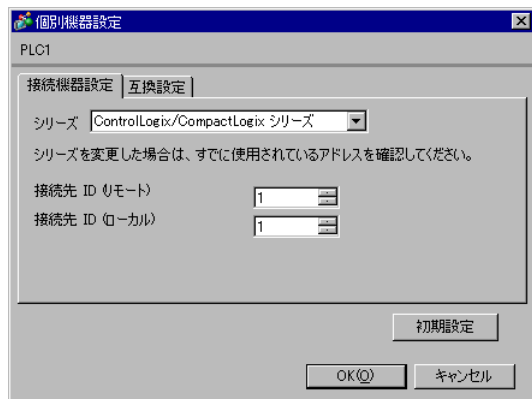 個別機器設定
PLC1
接続機器設定 互換設定
シリーズ ControlLogix/CompactLogix シリーズ
シリーズを変更した場合は、すでに使用されているアドレスを確認してください。
接続先 ID (リモート) 1
接続先 ID (ローカル) 1
初期設定
OK(O) キャンセル